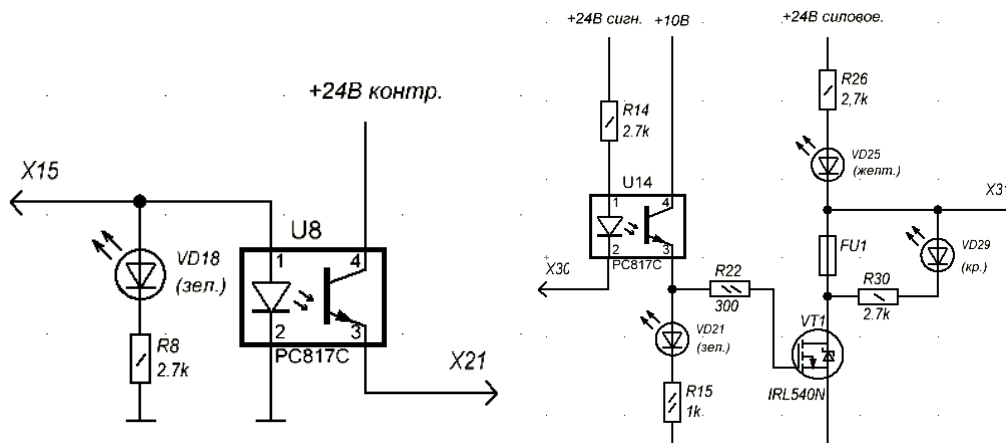 +24В контр.
X15
U8
VD18
(зел.)
1
4
2
3
PC817C
R8
2.7k
X21
+24В сигн.
+10В
+24В силовое.
R14
2.7k
R26
2,7k
VD25
(желт.)
U14
1
4
2
3
PC817C
X30
X31
FU1
VD29
(кр.)
R22
300
R30
2.7k
VD21
(зел.)
VT1
IRL540N
R15
1k.